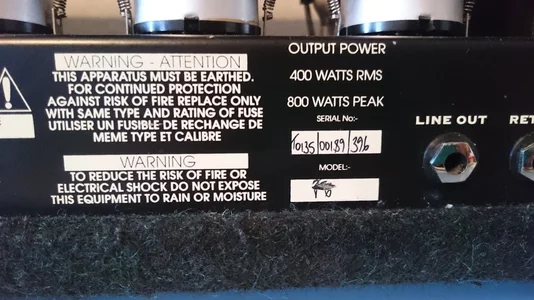 WARNING - ATTENTION
THIS APPARATUS MUST BE EARTHED.
FOR CONTINUED PROTECTION
AGAINST RISK OF FIRE REPLACE ONLY
WITH SAME TYPE AND RATING OF FUSE
UTILISER UN FUSIBLE DE RECHANGE DE
MEME TYPE ET CALIBRE
WARNING
TO REDUCE THE RISK OF FIRE OR
ELECTRICAL SHOCK DO NOT EXPOSE
THIS EQUIPMENT TO RAIN OR MOISTURE
OUTPUT POWER
400 WATTS RMS
800 WATTS PEAK
SERIAL No:-
MODEL:-
LINE OUT
RET